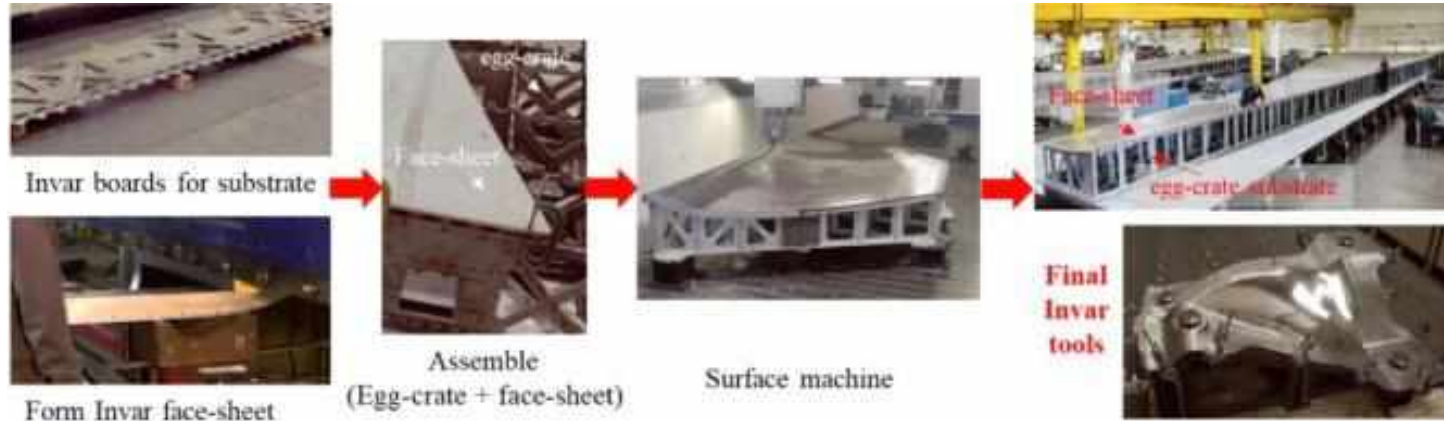 Invar boards for substrate
Form Invar face-sheet
egg-crate
Face-sheet
Assemble
(Egg-crate + face-sheet)
Surface machine
Face-sheet
egg-crate substrate
Final
Invar
tools